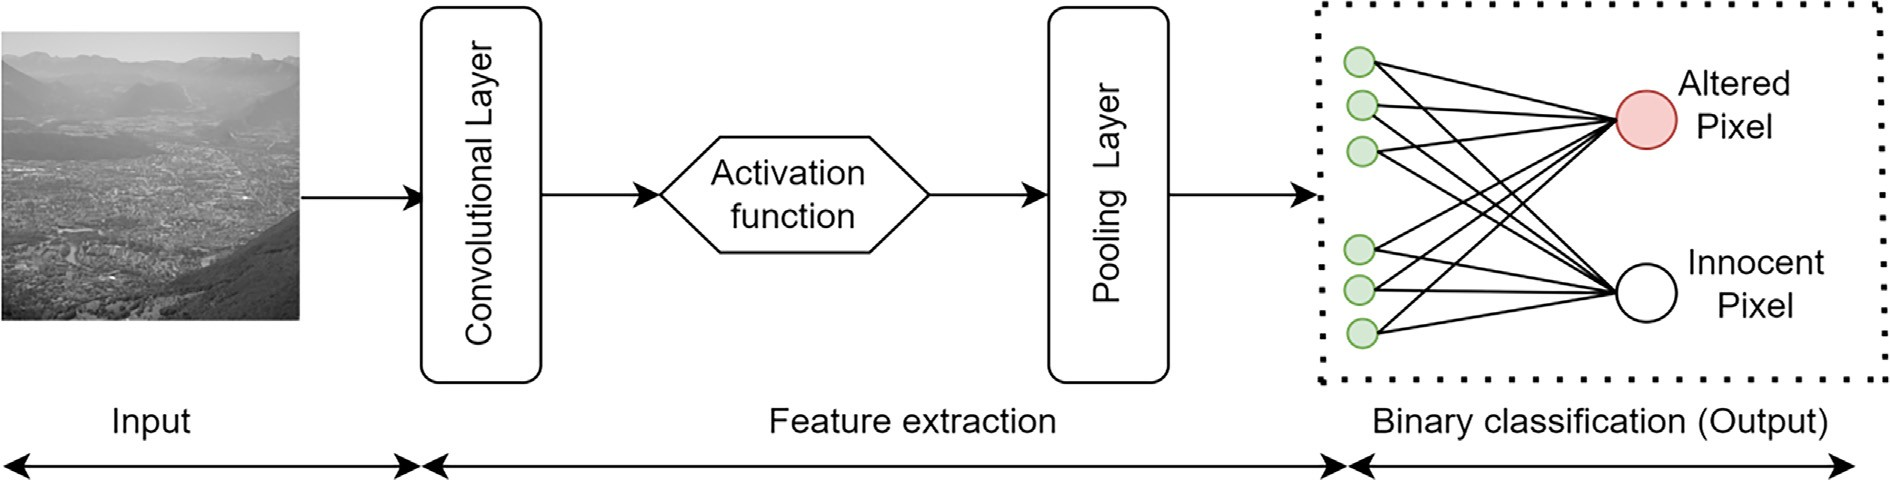 Convolutional Layer
Activation
function
Pooling Layer
Altered
Pixel
Innocent
Pixel
Input
Feature extraction
Binary classification (Output)